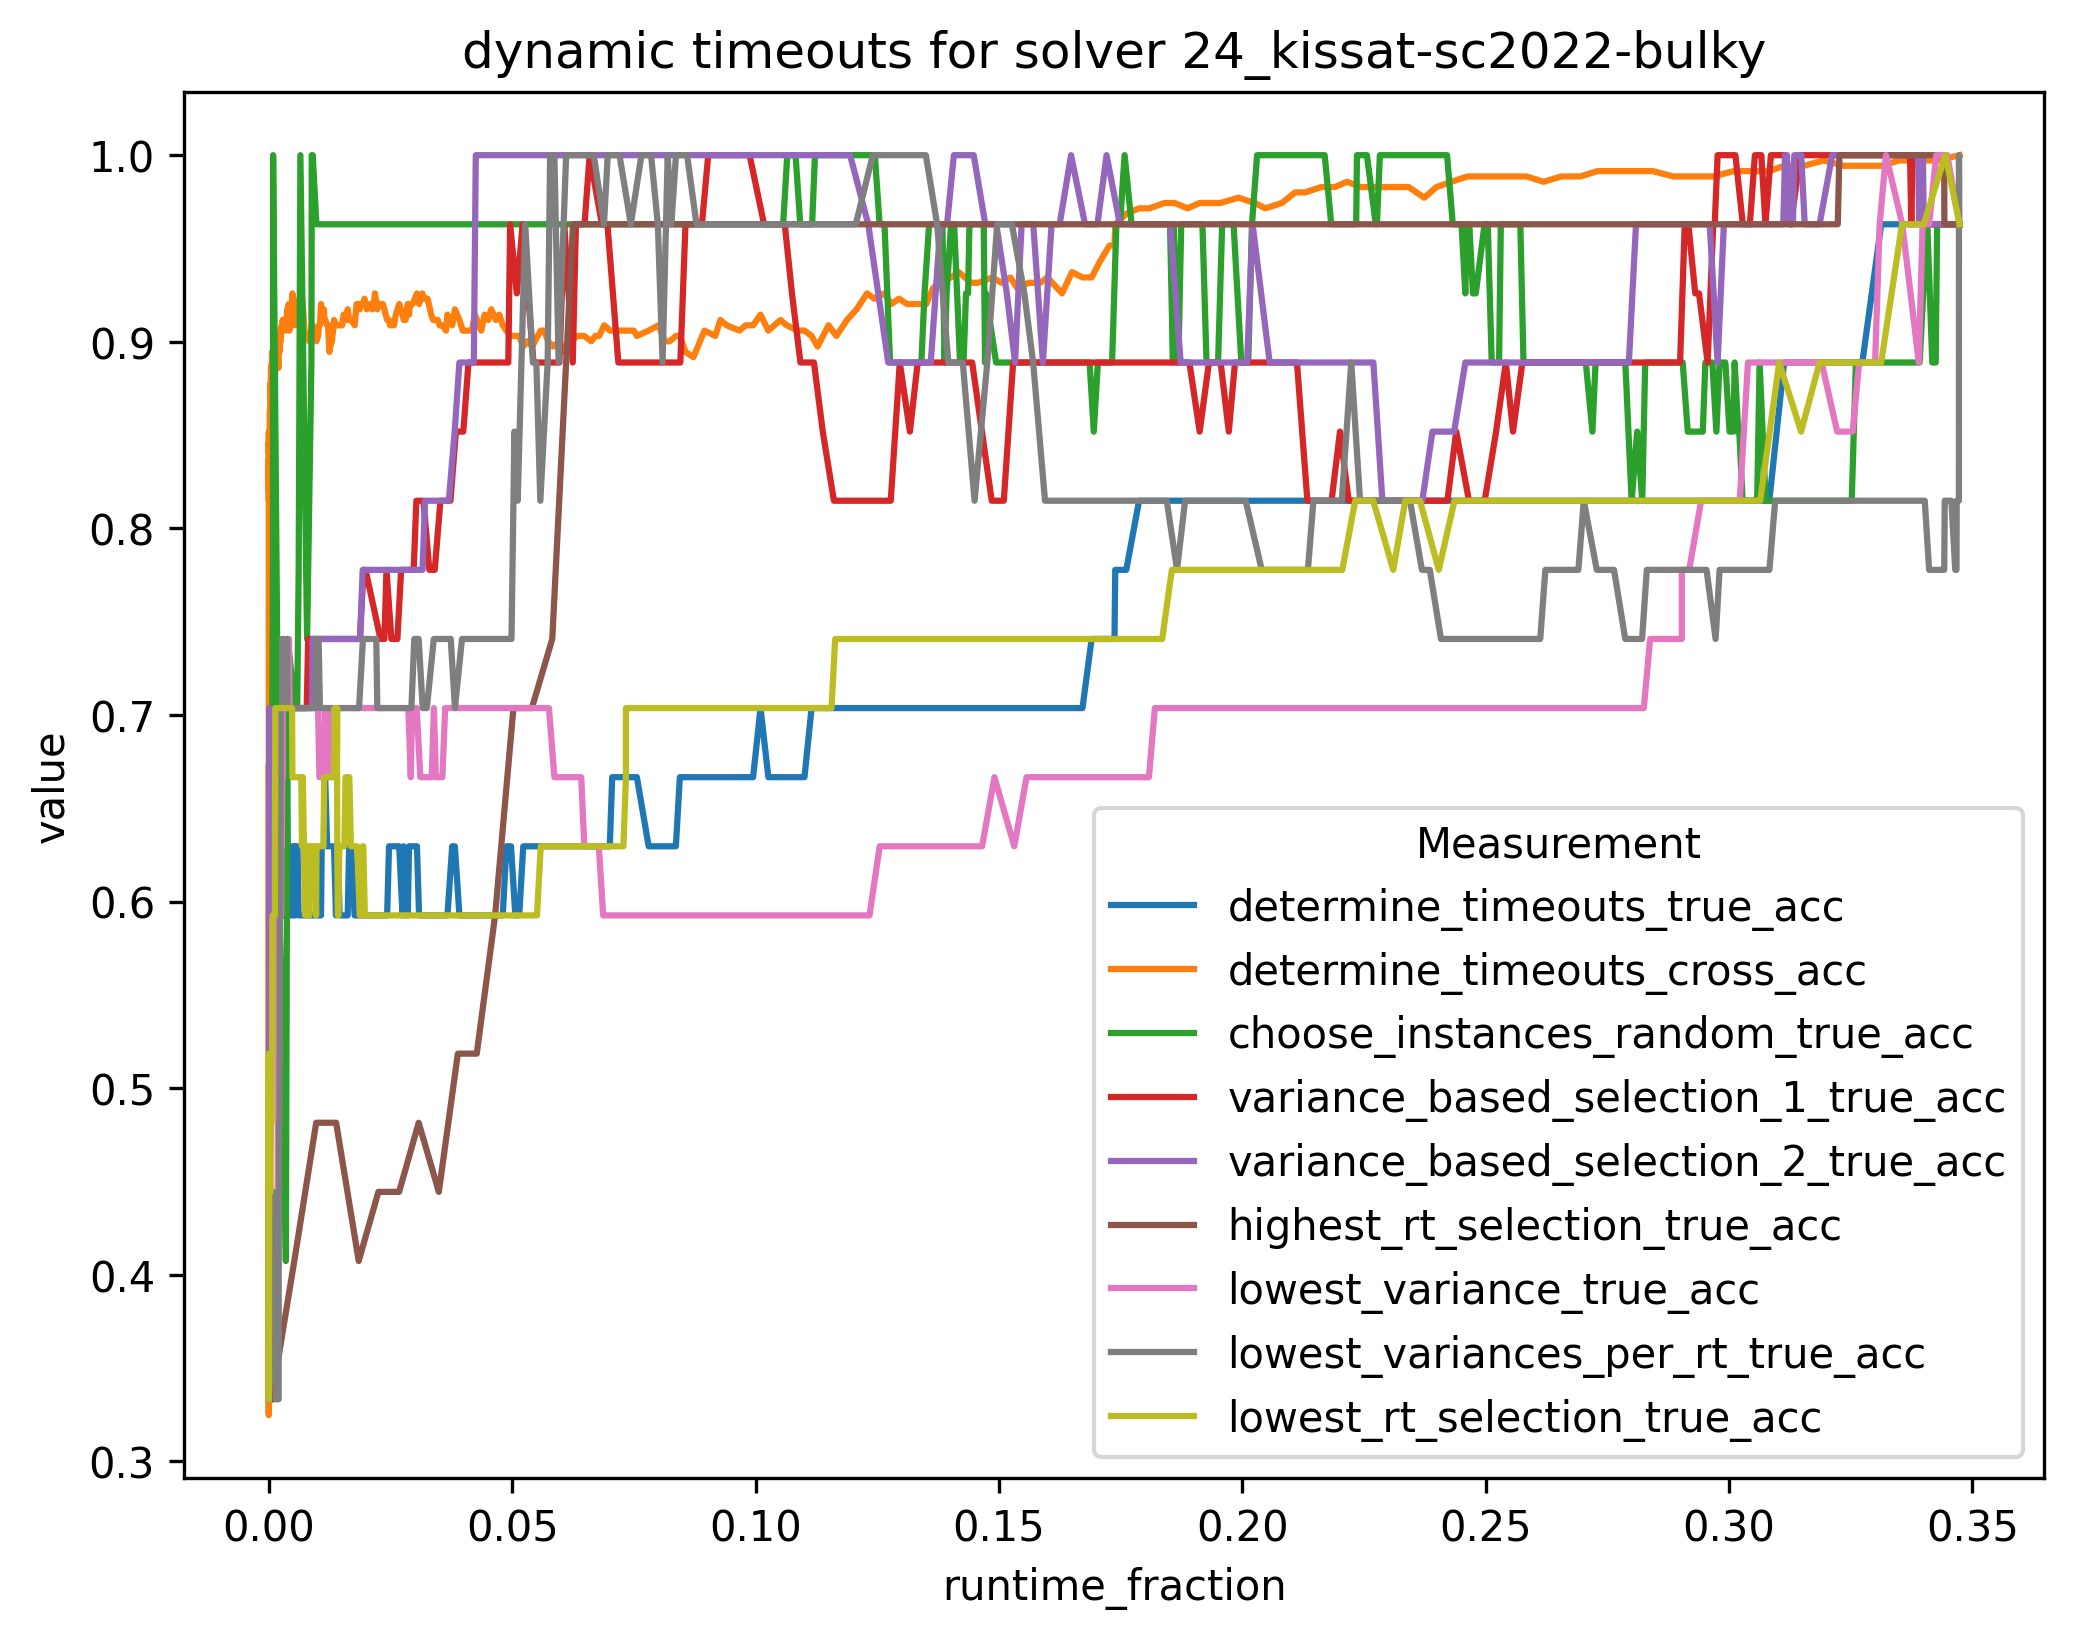 dynamic timeouts for solver 24_kissat-sc2022-bulky
1.0
0.9
0.8
0.7
0.6
0.5
0.4
0.3
value
Measurement
determine_timeouts_true_acc
determine_timeouts_cross_acc
choose_instances_random_true_acc
variance_based_selection_1_true_acc
variance_based_selection_2_true_acc
highest_rt_selection_true_acc
lowest_variance_true_acc
lowest_variances_per_rt_true_acc
lowest_rt_selection_true_acc
0.00 0.05 0.10 0.15 0.20 0.25 0.30 0.35
runtime_fraction